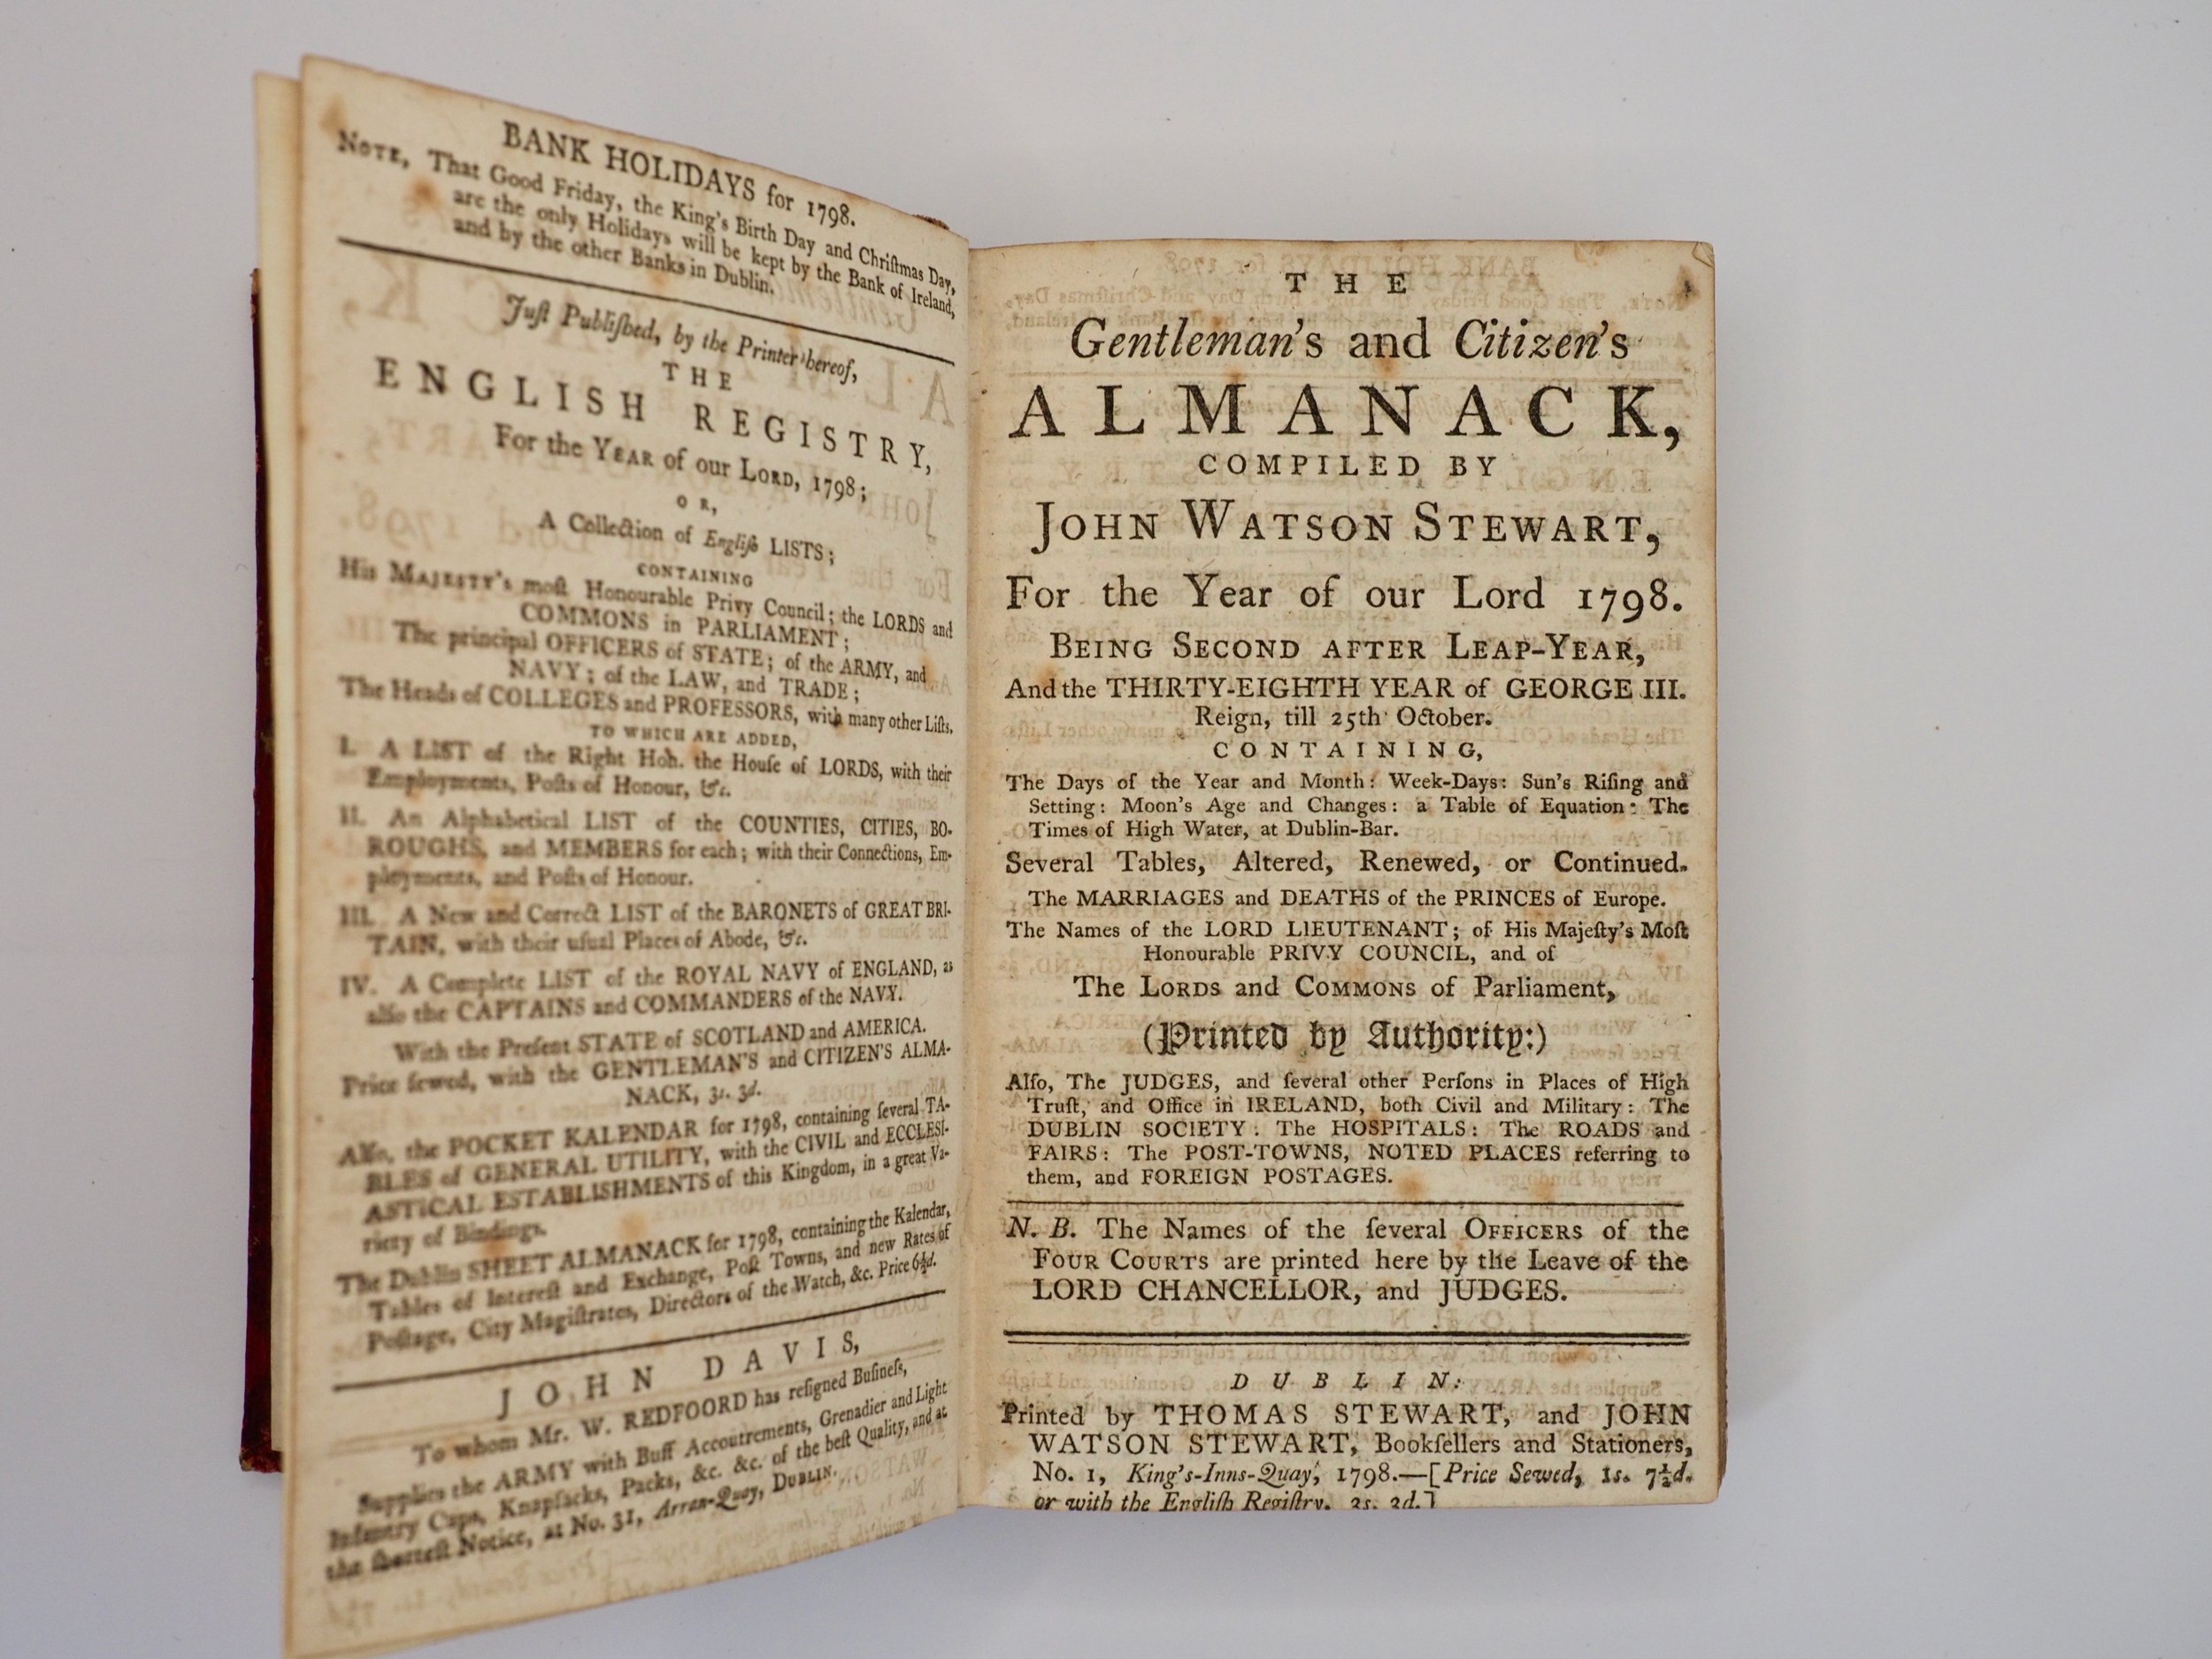 BANK HOLIDAYS for 1798.
NOTE, That Good Friday, the King's Birth Day and Chriſtmas Day,
are the only Holidays will be kept by the Bank of Ireland,
and by the other Banks in Dublin.
Juſt Publiſhed, by the Printer hereof,
THE
ENGLISH REGISTRY,
For the YEAR of our LORD, 1798;
OR,
A Collection of Engliſh LISTS;
CONTAINING
His MAJESTY's moſt Honourable Privy Council; the LORDS and
COMMONS in PARLIAMENT;
The principal OFFICERS of STATE; of the ARMY, and
NAVY; of the LAW, and TRADE;
The Heads of COLLEGES and PROFESSORS, with many other Liſts.
TO WHICH ARE ADDED,
I. A LIST of the Right Hon. the Houſe of LORDS, with their
Employments, Poſts of Honour, &c.
II. An Alphabetical LIST of the COUNTIES, CITIES, BO-
ROUGHS, and MEMBERS for each; with their Connections, Em-
ployments, and Poſts of Honour.
III. A New and Correct LIST of the BARONETS of GREAT BRI-
TAIN, with their uſual Places of Abode, &c.
IV. A Complete LIST of the ROYAL NAVY of ENGLAND, as
alſo the CAPTAINS and COMMANDERS of the NAVY.
With the Preſent STATE of SCOTLAND and AMERICA.
Price ſewed, with the GENTLEMAN'S and CITIZEN'S ALMA-
NACK, 3s. 3d.
Alſo, the POCKET KALENDAR for 1798, containing ſeveral TA-
BLES of GENERAL UTILITY, with the CIVIL and ECCLESI-
ASTICAL ESTABLISHMENTS of this Kingdom, in a great Va-
riety of Bindings.
The Dublin SHEET ALMANACK for 1798, containing the Kalendar,
Tables of Intereſt and Exchange, Poſt Towns, and new Rates of
Poſtage, City Magiſtrates, Directors of the Watch, &c. Price 6½d.
JOHN DAVIS,
To whom Mr. W. REDFOORD has reſigned Buſineſs,
Supplies the ARMY with Buff Accoutrements, Grenadier and Light
Infantry Caps, Knapſacks, Packs, &c. &c. of the beſt Quality, and at
the ſhorteſt Notice, at No. 31, Arran-Quay, DUBLIN.
THE
Gentleman's and Citizen's
ALMANACK,
COMPILED BY
JOHN WATSON STEWART,
For the Year of our Lord 1798.
BEING SECOND AFTER LEAP-YEAR,
And the THIRTY-EIGHTH YEAR of GEORGE III.
Reign, till 25th October.
CONTAINING,
The Days of the Year and Month: Week-Days: Sun's Riſing and
Setting: Moon's Age and Changes: a Table of Equation: The
Times of High Water, at Dublin-Bar.
Several Tables, Altered, Renewed, or Continued.
The MARRIAGES and DEATHS of the PRINCES of Europe.
The Names of the LORD LIEUTENANT; of His Majeſty's Moſt
Honourable PRIVY COUNCIL, and of
The LORDS and COMMONS of Parliament,
(Printed by Authority:)
Alſo, The JUDGES, and ſeveral other Perſons in Places of High
Truſt, and Office in IRELAND, both Civil and Military: The
DUBLIN SOCIETY: The HOSPITALS: The ROADS and
FAIRS: The POST-TOWNS, NOTED PLACES referring to
them, and FOREIGN POSTAGES.
N. B. The Names of the ſeveral OFFICERS of the
FOUR COURTS are printed here by the Leave of the
LORD CHANCELLOR, and JUDGES.
DUBLIN:
Printed by THOMAS STEWART, and JOHN
WATSON STEWART, Bookſellers and Stationers,
No. 1, King's-Inns-Quay, 1798.—[Price Sewed, 1s. 7½d.
or with the Engliſh Regiſtry. 3s. 3d.]